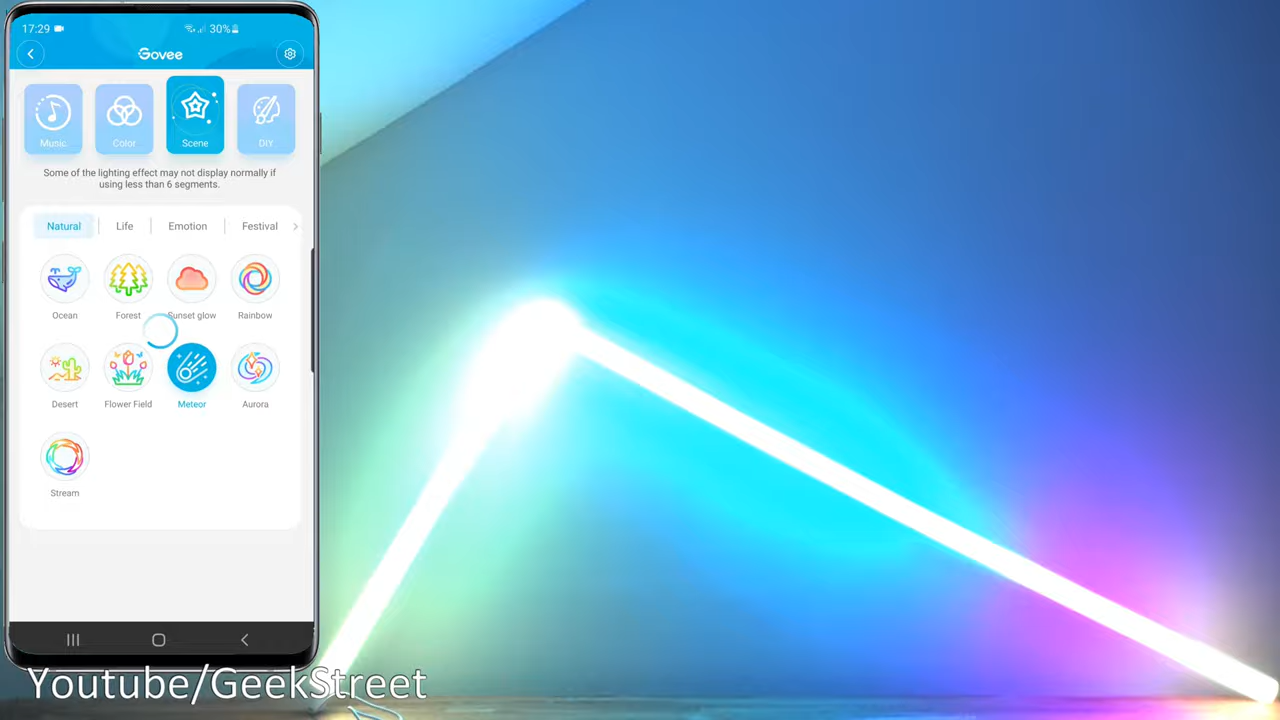 17:29 30%
Govee
Music Color Scene DIY
Some of the lighting effect may not display normally if
using less than 6 segments.
Natural Life Emotion Festival
Ocean Forest Sunset glow Rainbow
Desert Flower Field Meteor Aurora
Stream
Youtube/GeekStreet